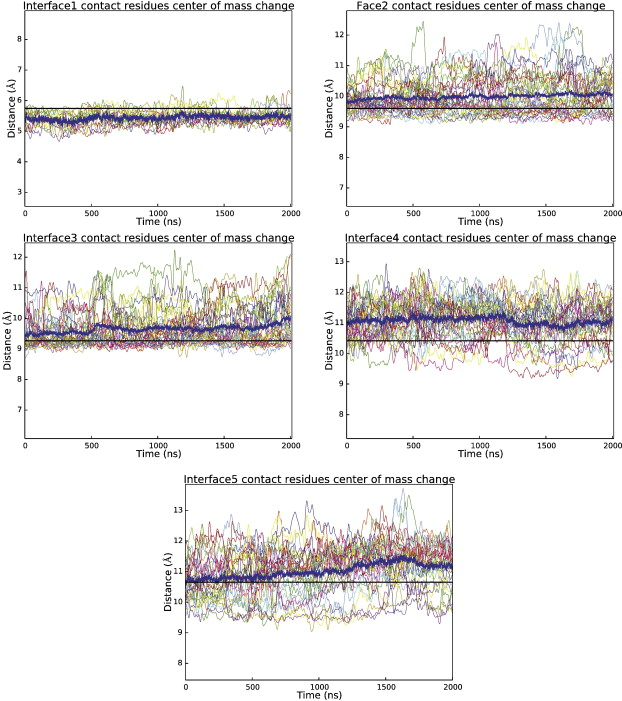 Interface1 contact residues center of mass change
8
7
6
5
4
3
Distance (Å)
0 500 1000 1500 2000
Time (ns)
Face2 contact residues center of mass change
12
11
10
9
8
7
Distance (Å)
0 500 1000 1500 2000
Time (ns)
Interface3 contact residues center of mass change
12
11
10
9
8
7
Distance (Å)
0 500 1000 1500 2000
Time (ns)
Interface4 contact residues center of mass change
13
12
11
10
9
8
Distance (Å)
0 500 1000 1500 2000
Time (ns)
Interface5 contact residues center of mass change
13
12
11
10
9
8
Distance (Å)
0 500 1000 1500 2000
Time (ns)